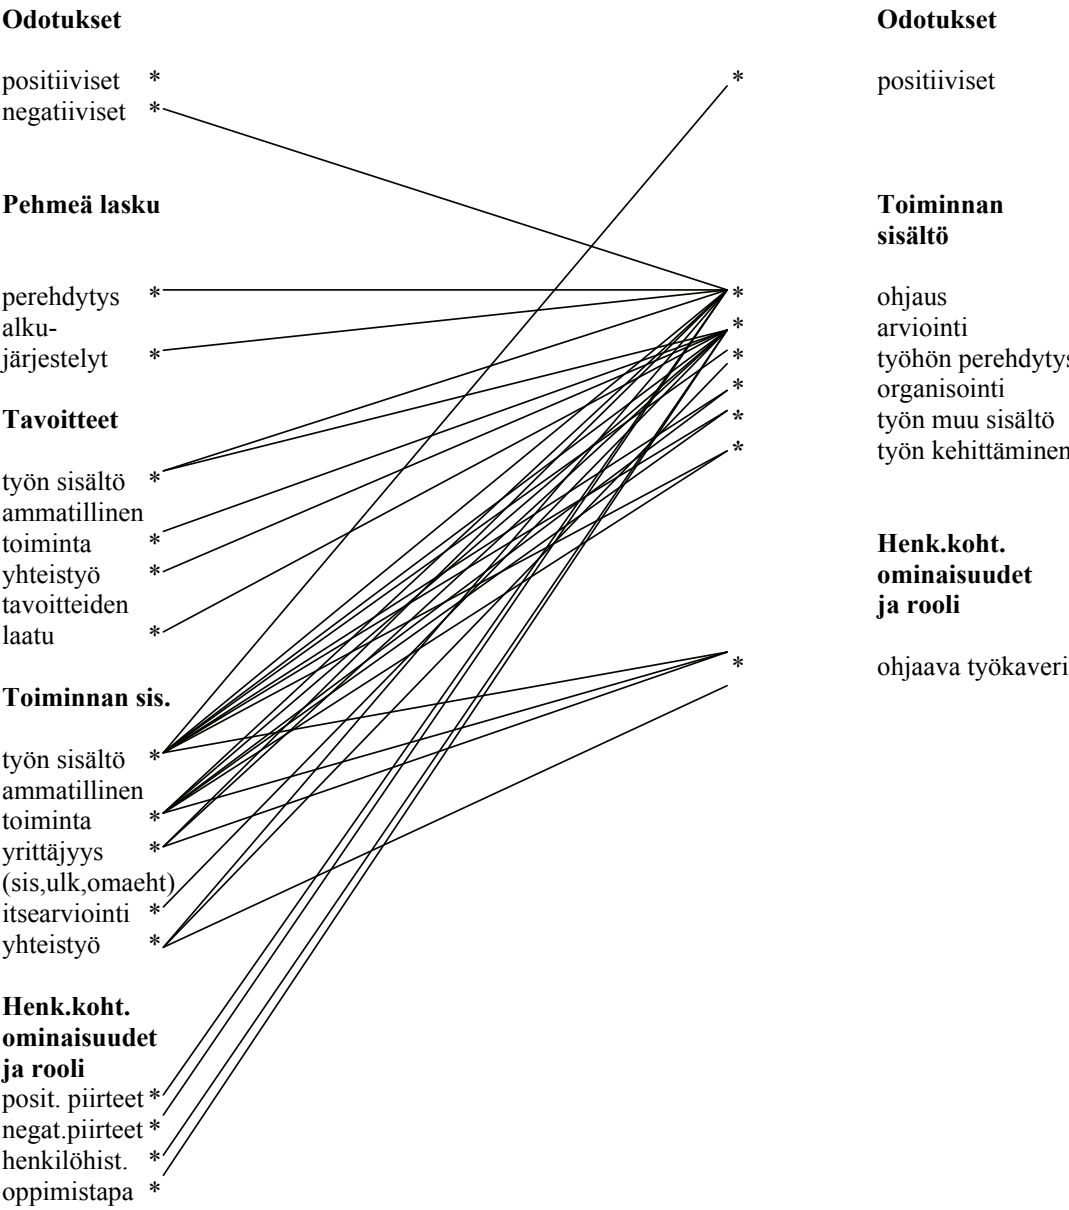 Odotukset
positiiviset *
negatiiviset *
Pehmeä lasku
perehdytys *
alku-
järjestelyt *
Tavoitteet
työn sisältö *
ammatillinen
toiminta *
yhteistyö *
tavoitteiden
laatu *
Toiminnan sis.
työn sisältö *
ammatillinen
toiminta *
yrittäjyys *
(sis,ulk,omaeht)
itsearviointi *
yhteistyö *
Henk.koht.
ominaisuudet
ja rooli
posit. piirteet *
negat.piirteet *
henkilöhist. *
oppimistapa *
Odotukset
* positiiviset
Toiminnan
sisältö
* ohjaus
* arviointi
* työhön perehdytys
* organisointi
* työn muu sisältö
* työn kehittäminen
Henk.koht.
ominaisuudet
ja rooli
* ohjaava työkaveri